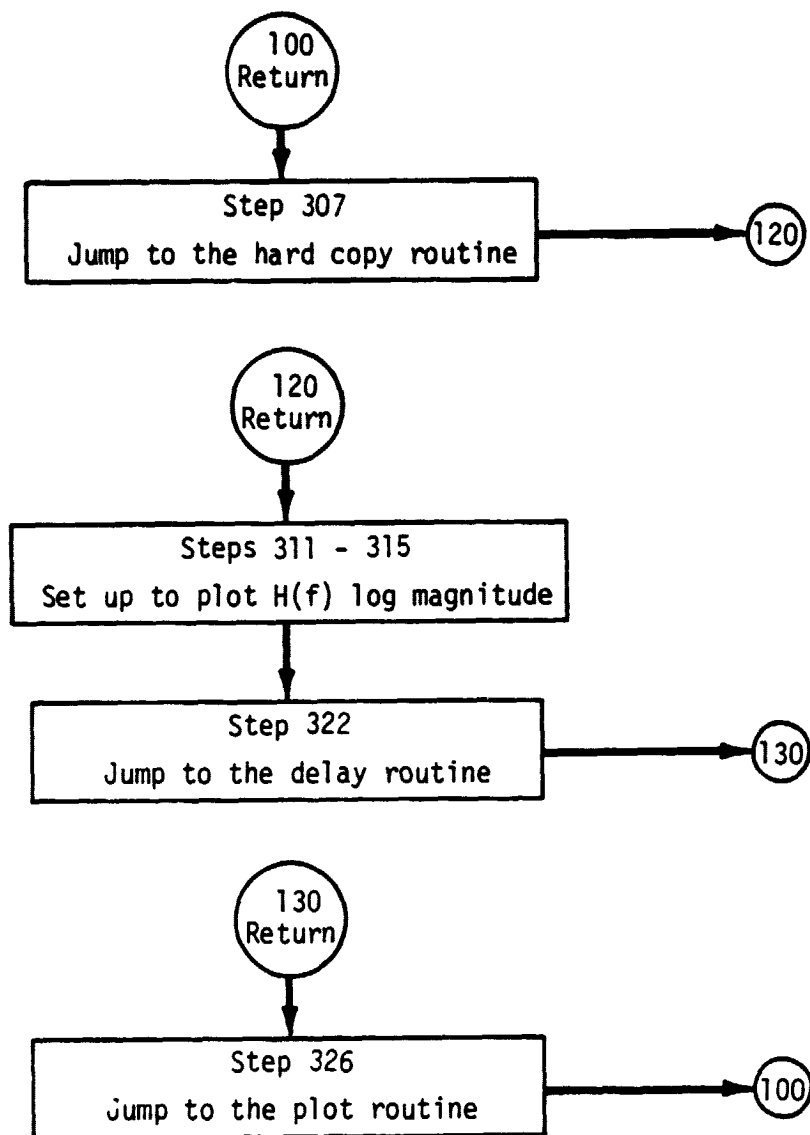 100
Return
Step 307
Jump to the hard copy routine
120
120
Return
Steps 311 - 315
Set up to plot H(f) log magnitude
Step 322
Jump to the delay routine
130
130
Return
Step 326
Jump to the plot routine
100